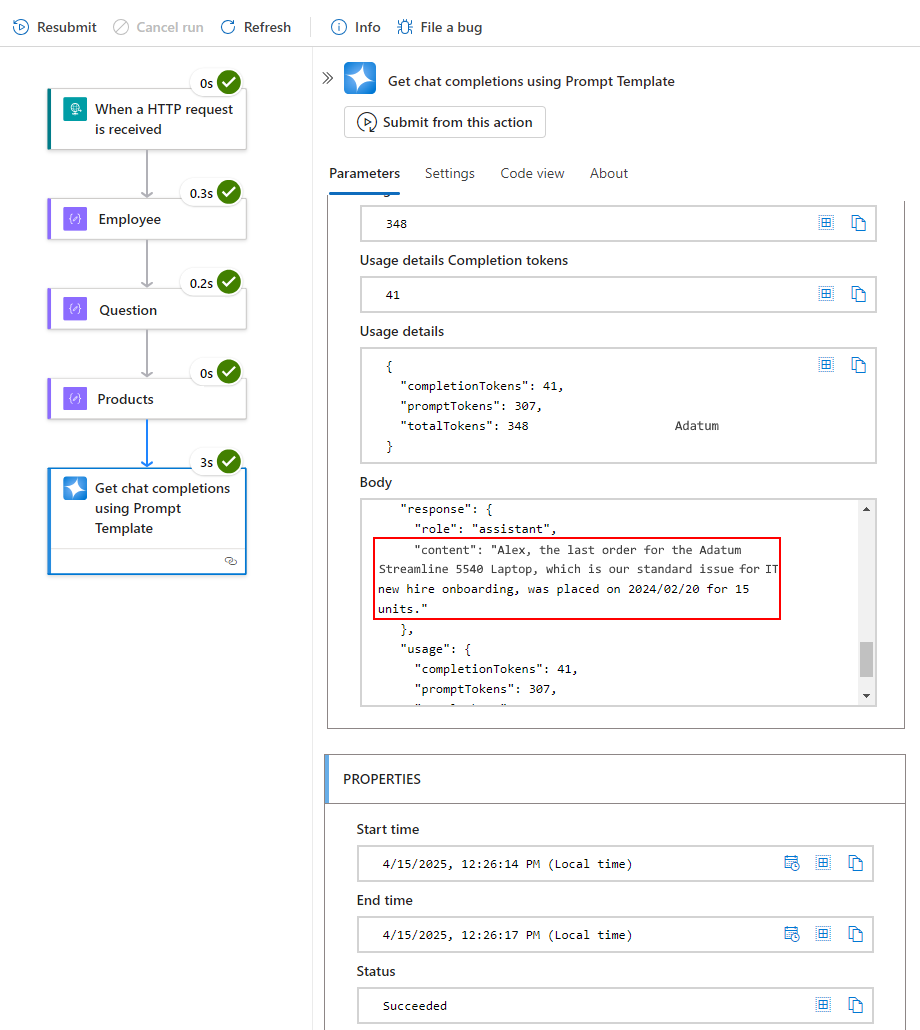 Resubmit
Cancel run
Refresh
Info
File a bug
0s
When a HTTP request
is received
0.3s
Employee
0.2s
Question
0s
Products
3s
Get chat completions
using Prompt
Template
Get chat completions using Prompt Template
Submit from this action
Parameters
Settings
Code view
About
348
Usage details Completion tokens
41
Usage details
{
"completionTokens": 41,
"promptTokens": 307,
"totalTokens": 348
Adatum
}
Body
"response": {
"role": "assistant",
"content": "Alex, the last order for the Adatum
Streamline 5540 Laptop, which is our standard issue for IT
new hire onboarding, was placed on 2024/02/20 for 15
units."
},
"usage": {
"completionTokens": 41,
"promptTokens": 307,
PROPERTIES
Start time
4/15/2025, 12:26:14 PM (Local time)
End time
4/15/2025, 12:26:17 PM (Local time)
Status
Succeeded